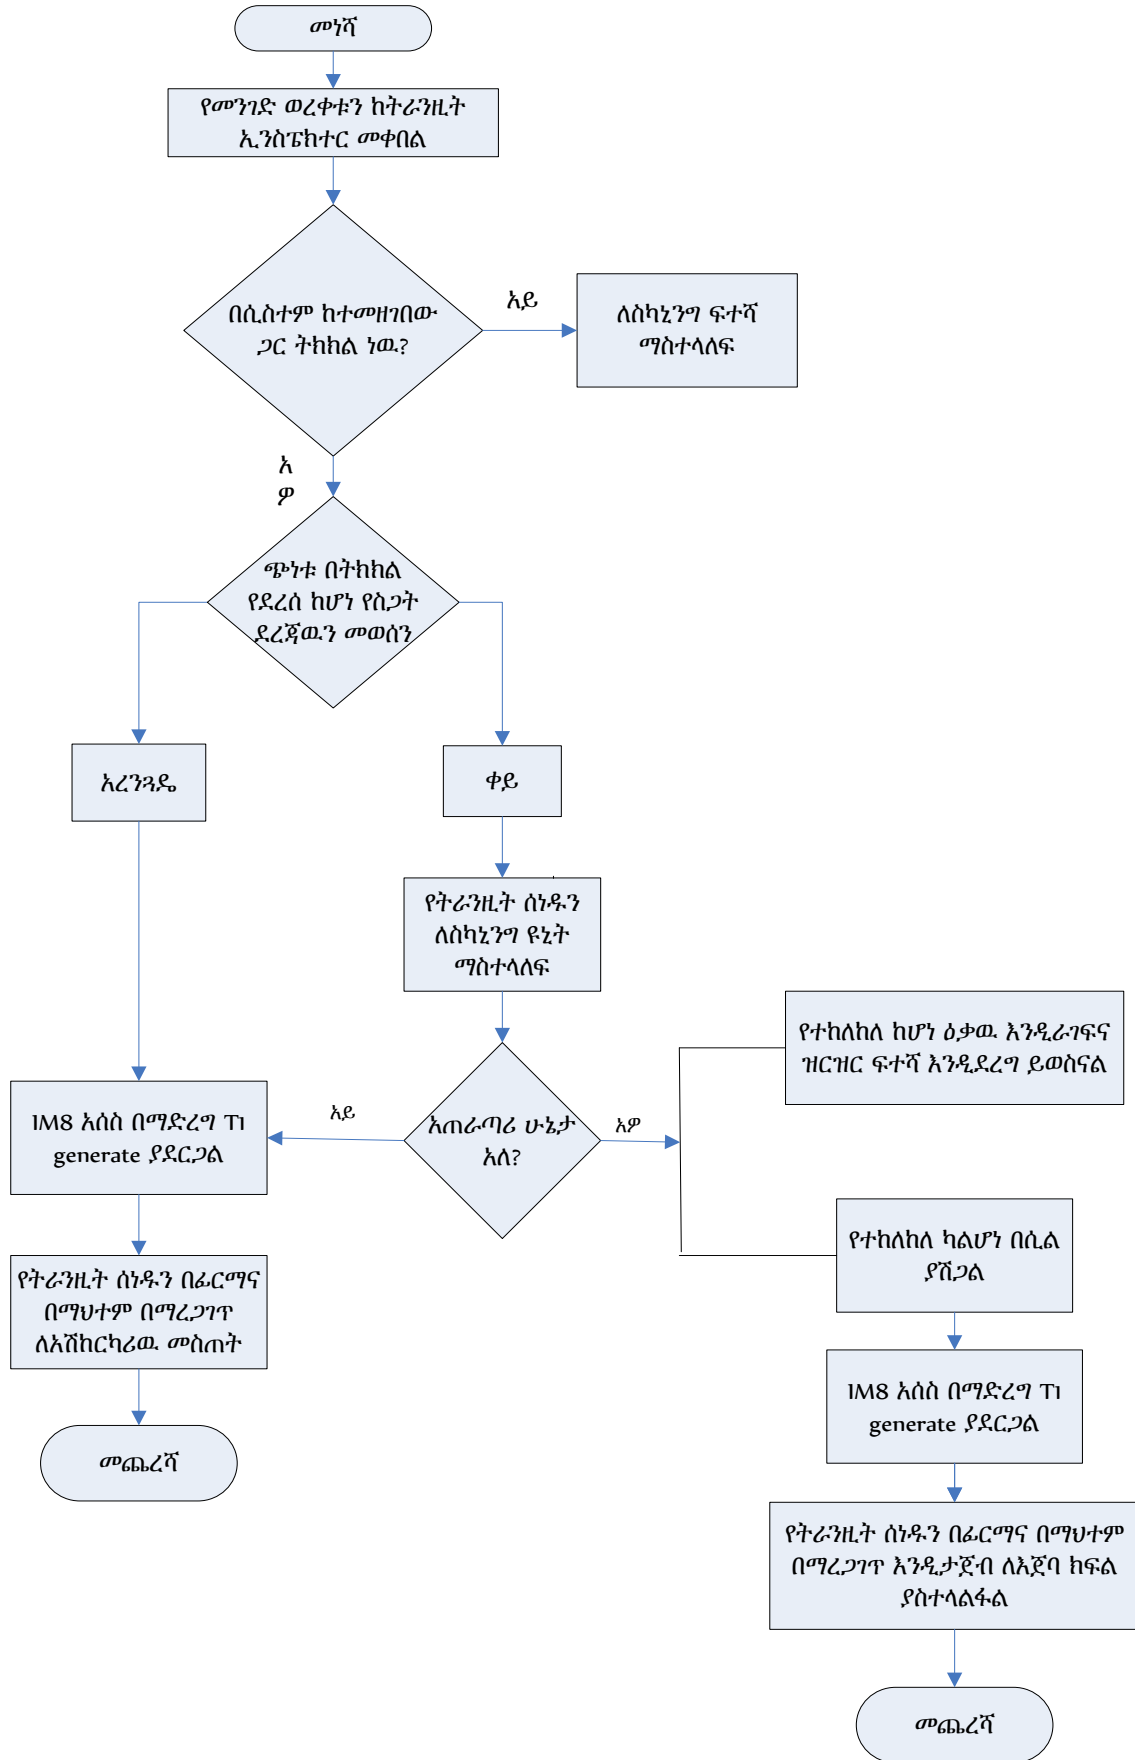 መነሻ
የመንገድ ወረቀቱን ከትራንዚት
ኢንስፔክተር መቀበል
በሲስተም ከተመዘገበው
ጋር ትክክል ነዉ?
አይ
ለስካኒንግ ፍተሻ
ማስተላለፍ
አ
ዎ
ጭነቱ በትክክል
የደረሰ ከሆነ የስጋት
ደረጃዉን መወሰን
አረንጓዴ
ቀይ
የትራንዚት ሰነዱን
ለስካኒንግ ዩኒት
ማስተላለፍ
የተከለከለ ከሆነ ዕቃዉ እንዲራገፍና
ዝርዝር ፍተሻ እንዲደረግ ይወስናል
አጠራጣሪ ሁኔታ
አለ?
አይ
አዎ
IM8 አሰስ በማድረግ T1
generate ያደርጋል
የተከለከለ ካልሆነ በሲል
ያሽጋል
የትራንዚት ሰነዱን በፊርማና
በማህተም በማረጋገጥ
ለአሽከርካሪዉ መስጠት
IM8 አሰስ በማድረግ T1
generate ያደርጋል
መጨረሻ
የትራንዚት ሰነዱን በፊርማና በማህተም
በማረጋገጥ እንዲታጀብ ለእጀባ ክፍል
ያስተላልፋል
መጨረሻ